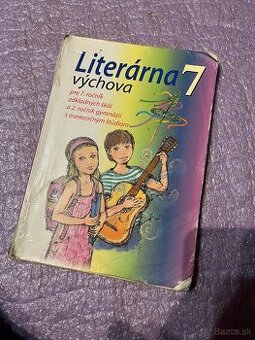 Literárna 7
výchova
pre 7. ročník
základných škôl
a 2. ročník gymnázií
s osemročným štúdiom
Bazos.sk